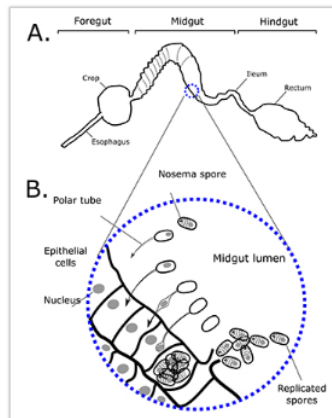 Foregut
Midgut
Hindgut
A.
Crop
Ileum
Rectum
Esophagus
B.
Nosema spore
Polar tube
Epithelial
cells
Midgut lumen
Nucleus
Replicated
spores